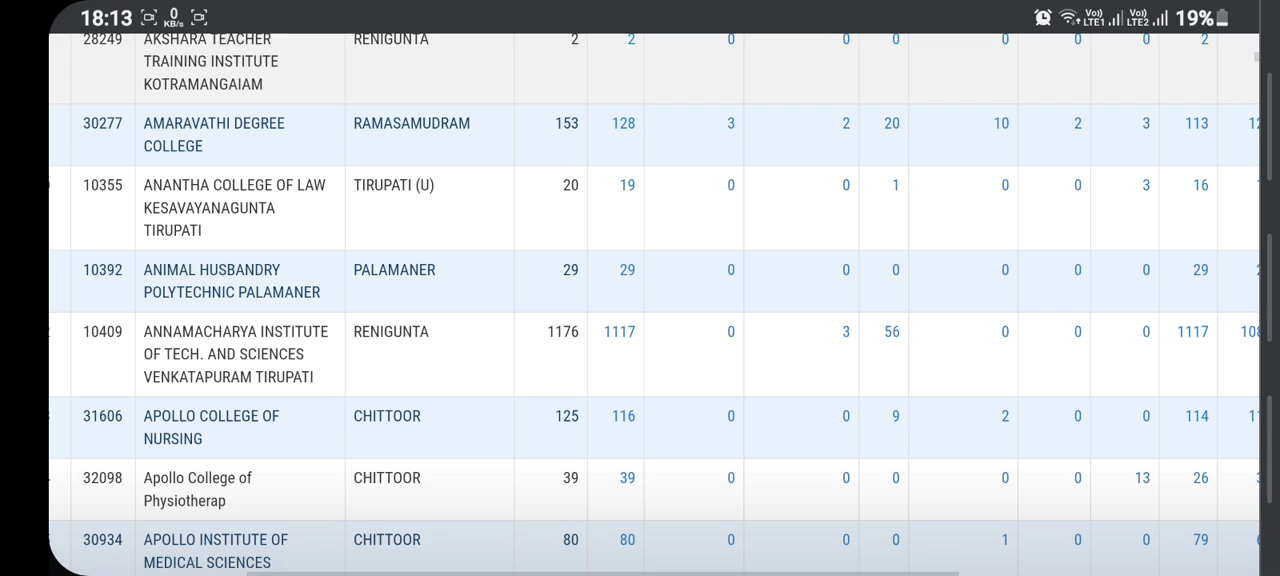 18:13 0 KB/s Vo)) LTE1 Vo)) LTE2 19%
28249 AKSHARA TEACHER RENIGUNTA 2 2 0 0 0 0 0 0 2
TRAINING INSTITUTE
KOTRAMANGAIAM
30277 AMARAVATHI DEGREE RAMASAMUDRAM 153 128 3 2 20 10 2 3 113
COLLEGE
10355 ANANTHA COLLEGE OF LAW TIRUPATI (U) 20 19 0 0 1 0 0 3 16
KESAVAYANAGUNTA
TIRUPATI
10392 ANIMAL HUSBANDRY PALAMANER 29 29 0 0 0 0 0 0 29
POLYTECHNIC PALAMANER
10409 ANNAMACHARYA INSTITUTE RENIGUNTA 1176 1117 0 3 56 0 0 0 1117
OF TECH. AND SCIENCES
VENKATAPURAM TIRUPATI
31606 APOLLO COLLEGE OF CHITTOOR 125 116 0 0 9 2 0 0 114
NURSING
32098 Apollo College of CHITTOOR 39 39 0 0 0 0 0 13 26
Physiotherap
30934 APOLLO INSTITUTE OF CHITTOOR 80 80 0 0 0 1 0 0 79
MEDICAL SCIENCES